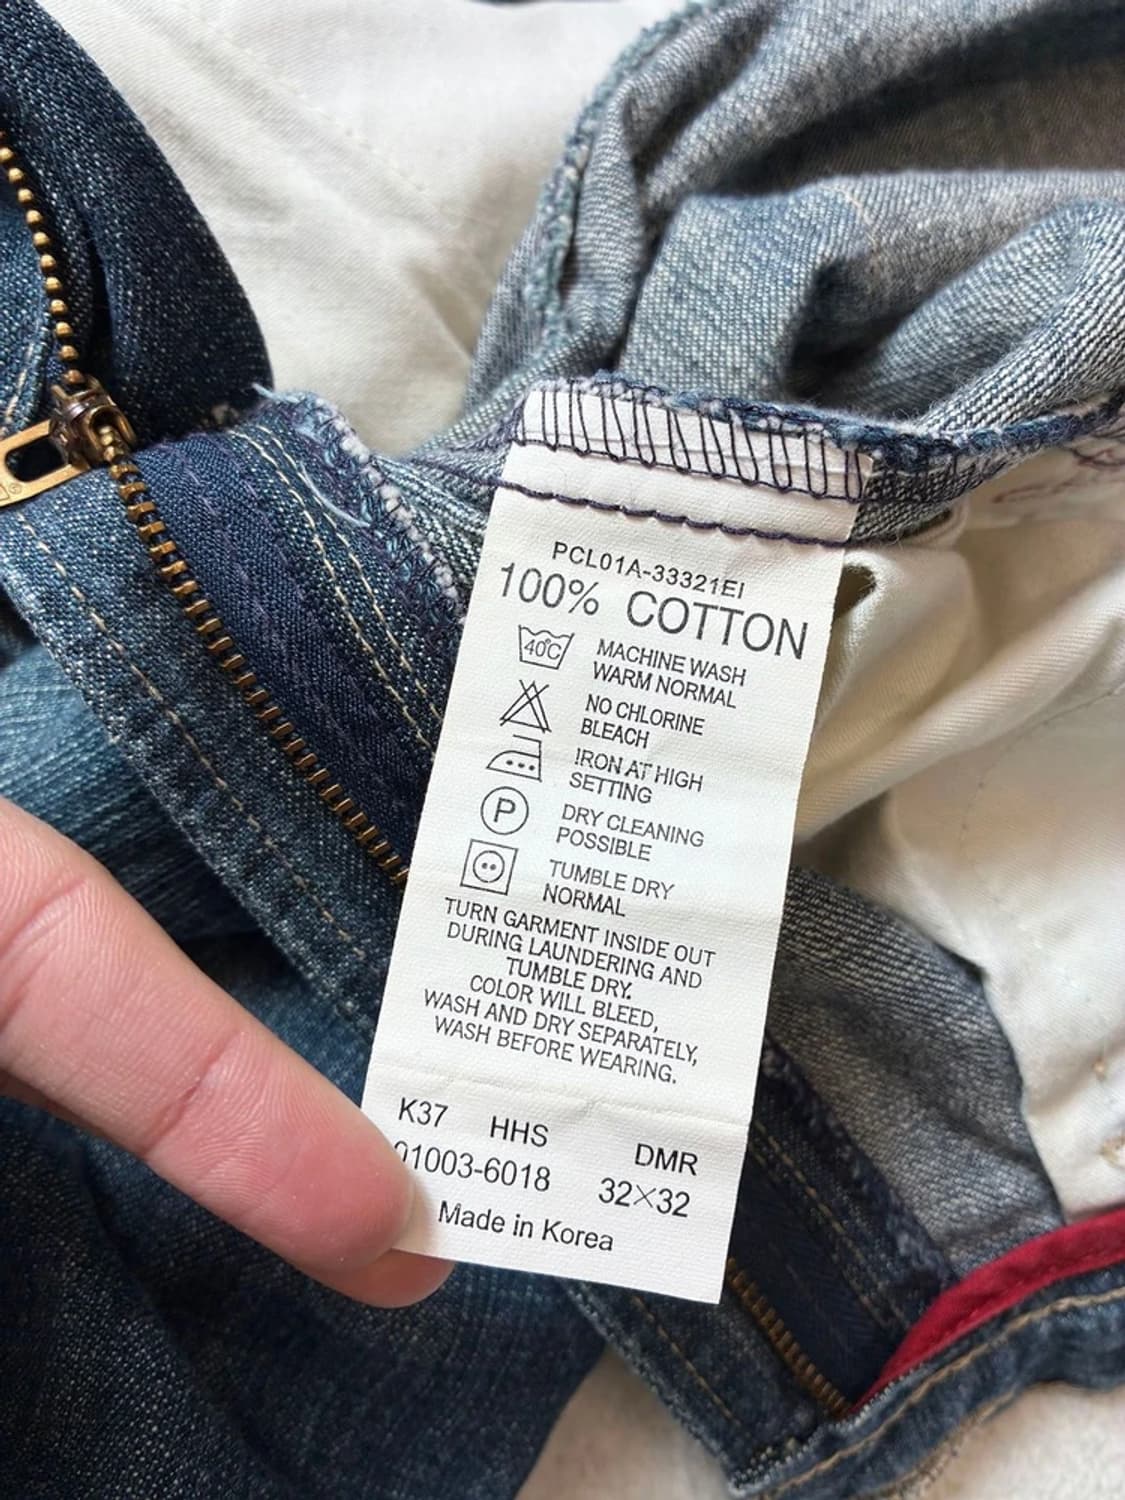 PCL01A-33321EI
100% COTTON
40°C
MACHINE WASH
WARM NORMAL
NO CHLORINE
BLEACH
IRON AT HIGH
SETTING
P
DRY CLEANING
POSSIBLE
TUMBLE DRY
NORMAL
TURN GARMENT INSIDE OUT
DURING LAUNDERING AND
TUMBLE DRY.
COLOR WILL BLEED,
WASH AND DRY SEPARATELY,
WASH BEFORE WEARING.
K37 HHS DMR
01003-6018 32×32
Made in Korea